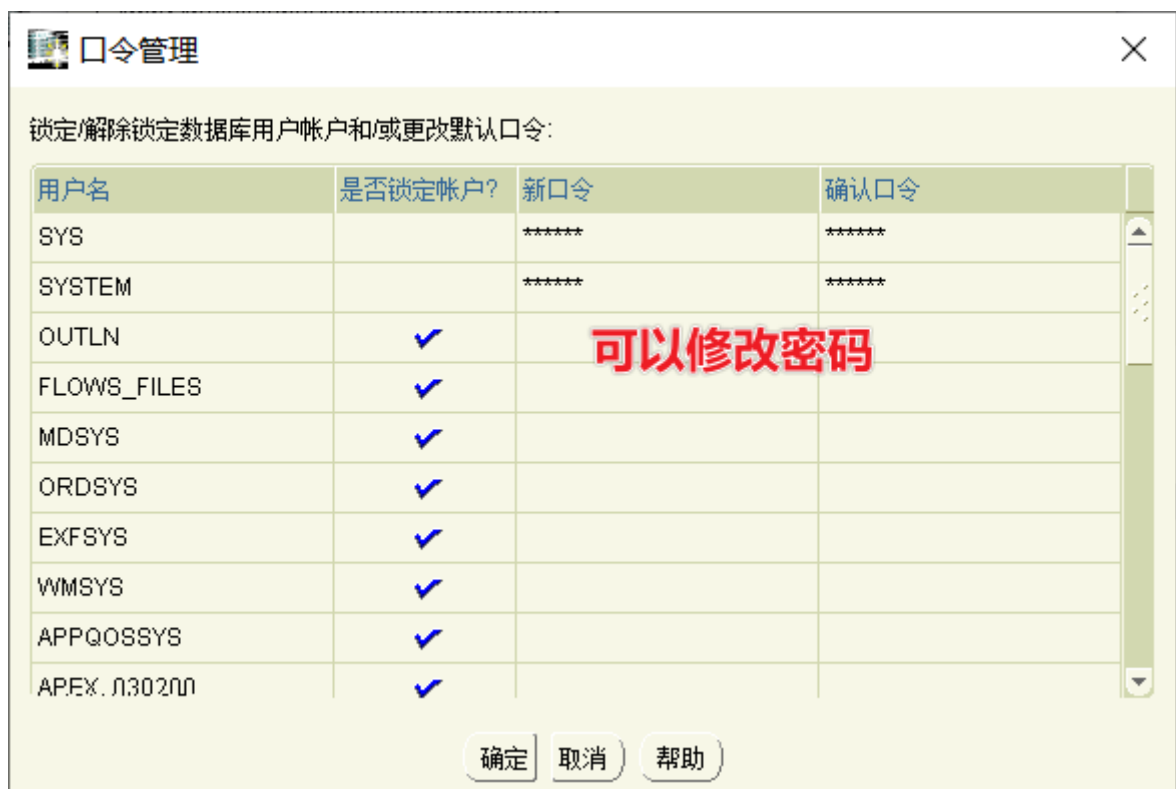 口令管理
锁定/解除锁定数据库用户帐户和/或更改默认口令:
用户名 是否锁定帐户? 新口令 确认口令
SYS ****** ******
SYSTEM ****** ******
OUTLN
可以修改密码
FLOWS_FILES
MDSYS
ORDSYS
EXFSYS
WMSYS
APPQOSSYS
APEX_030200
确定 取消 帮助